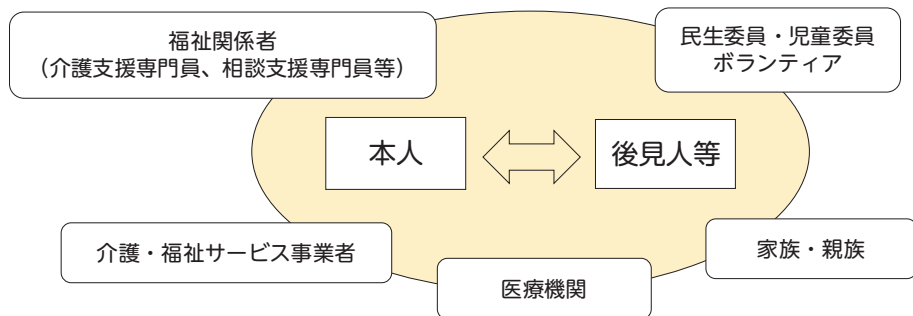 福祉関係者
（介護支援専門員、相談支援専門員等）
民生委員・児童委員
ボランティア
本人
後見人等
介護・福祉サービス事業者
家族・親族
医療機関